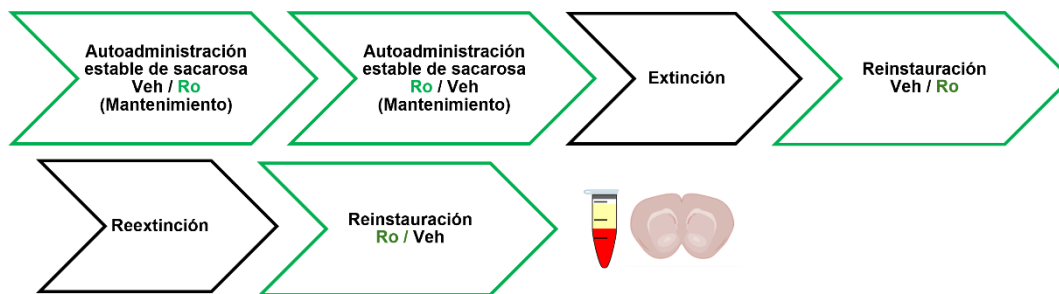 Autoadministración
estable de sacarosa
Veh / Ro
(Mantenimiento)
Autoadministración
estable de sacarosa
Ro / Veh
(Mantenimiento)
Extinción
Reinstauración
Veh / Ro
Reextinción
Reinstauración
Ro / Veh